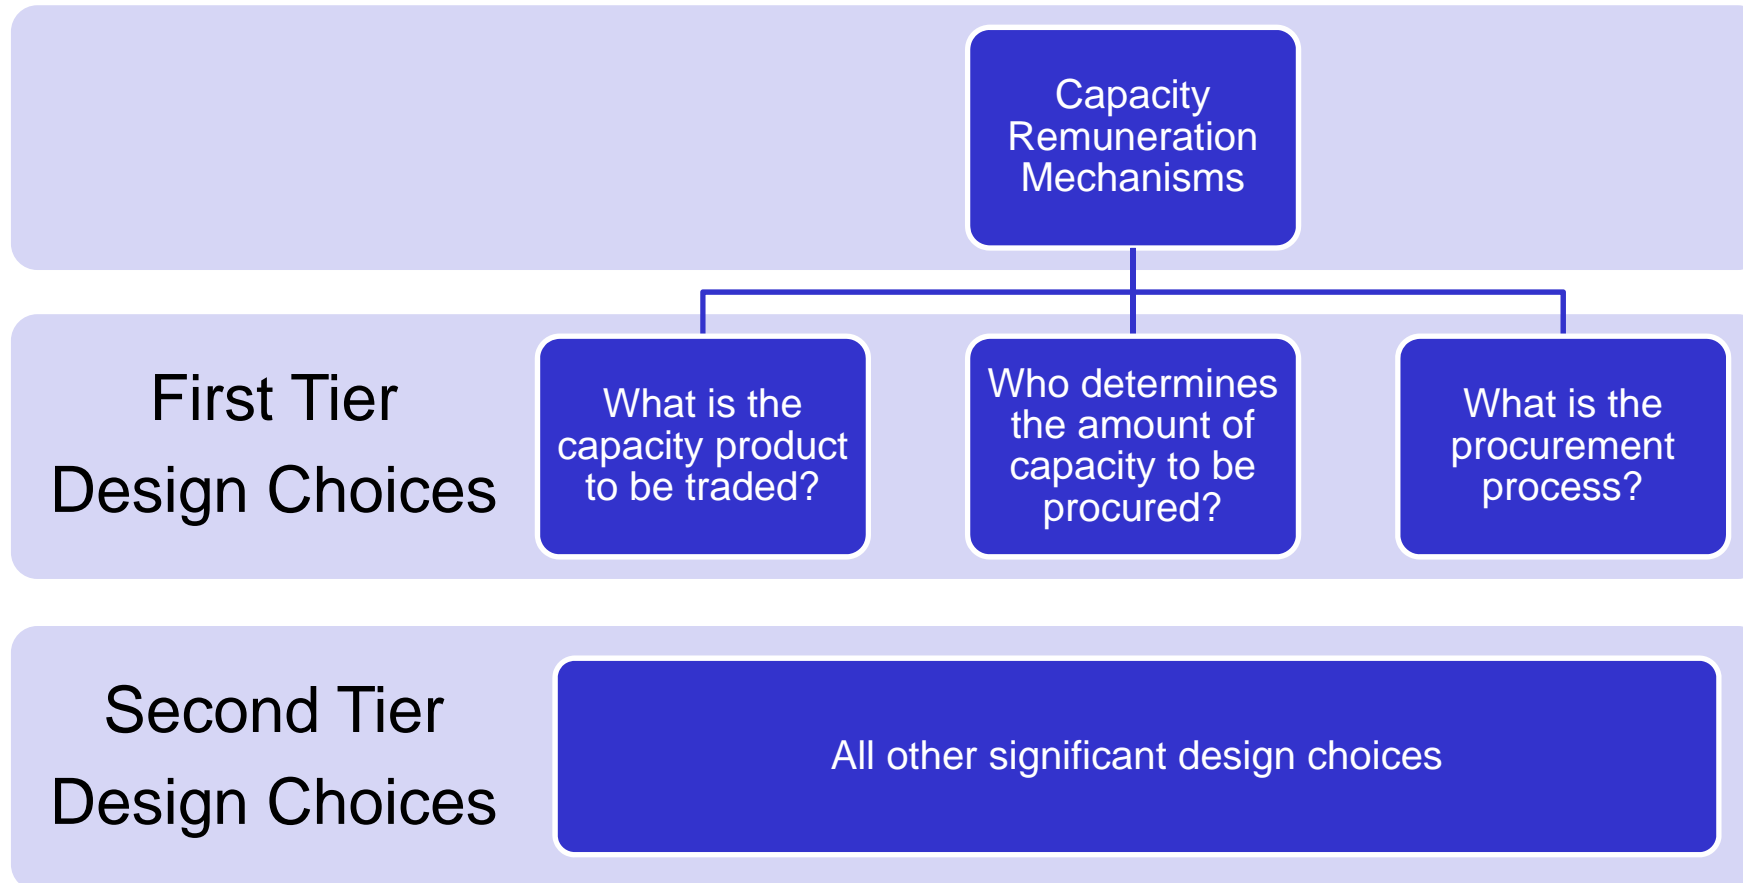 Capacity
Remuneration
Mechanisms
First Tier
Design Choices
What is the
capacity product
to be traded?
Who determines
the amount of
capacity to be
procured?
What is the
procurement
process?
Second Tier
Design Choices
All other significant design choices